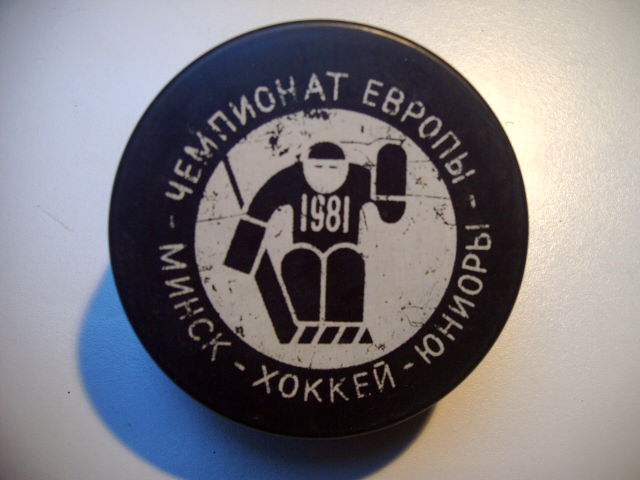 ЧЕМПИОНАТ ЕВРОПЫ - ЮНИОРЫ - ХОККЕЙ - МИНСК -
1981